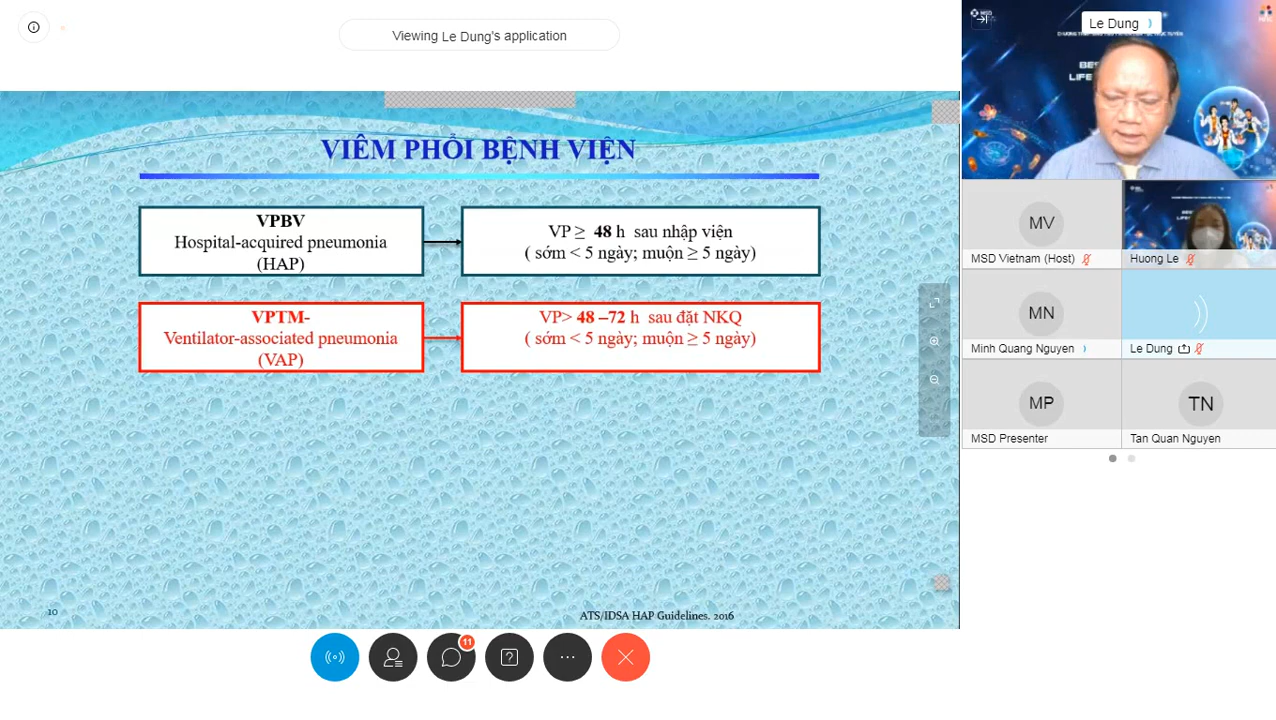 Viewing Le Dung's application
VIÊM PHỔI BỆNH VIỆN
VPBV
Hospital-acquired pneumonia
(HAP)
VP ≥ 48 h sau nhập viện
( sớm < 5 ngày; muộn ≥ 5 ngày)
VPTM-
Ventilator-associated pneumonia
(VAP)
VP> 48 –72 h sau đặt NKQ
( sớm < 5 ngày; muộn ≥ 5 ngày)
10
ATS/IDSA HAP Guidelines. 2016
11
Le Dung
MSD
MV
MSD Vietnam (Host)
Huong Le
MN
Minh Quang Nguyen
Le Dung
MP
MSD Presenter
TN
Tan Quan Nguyen